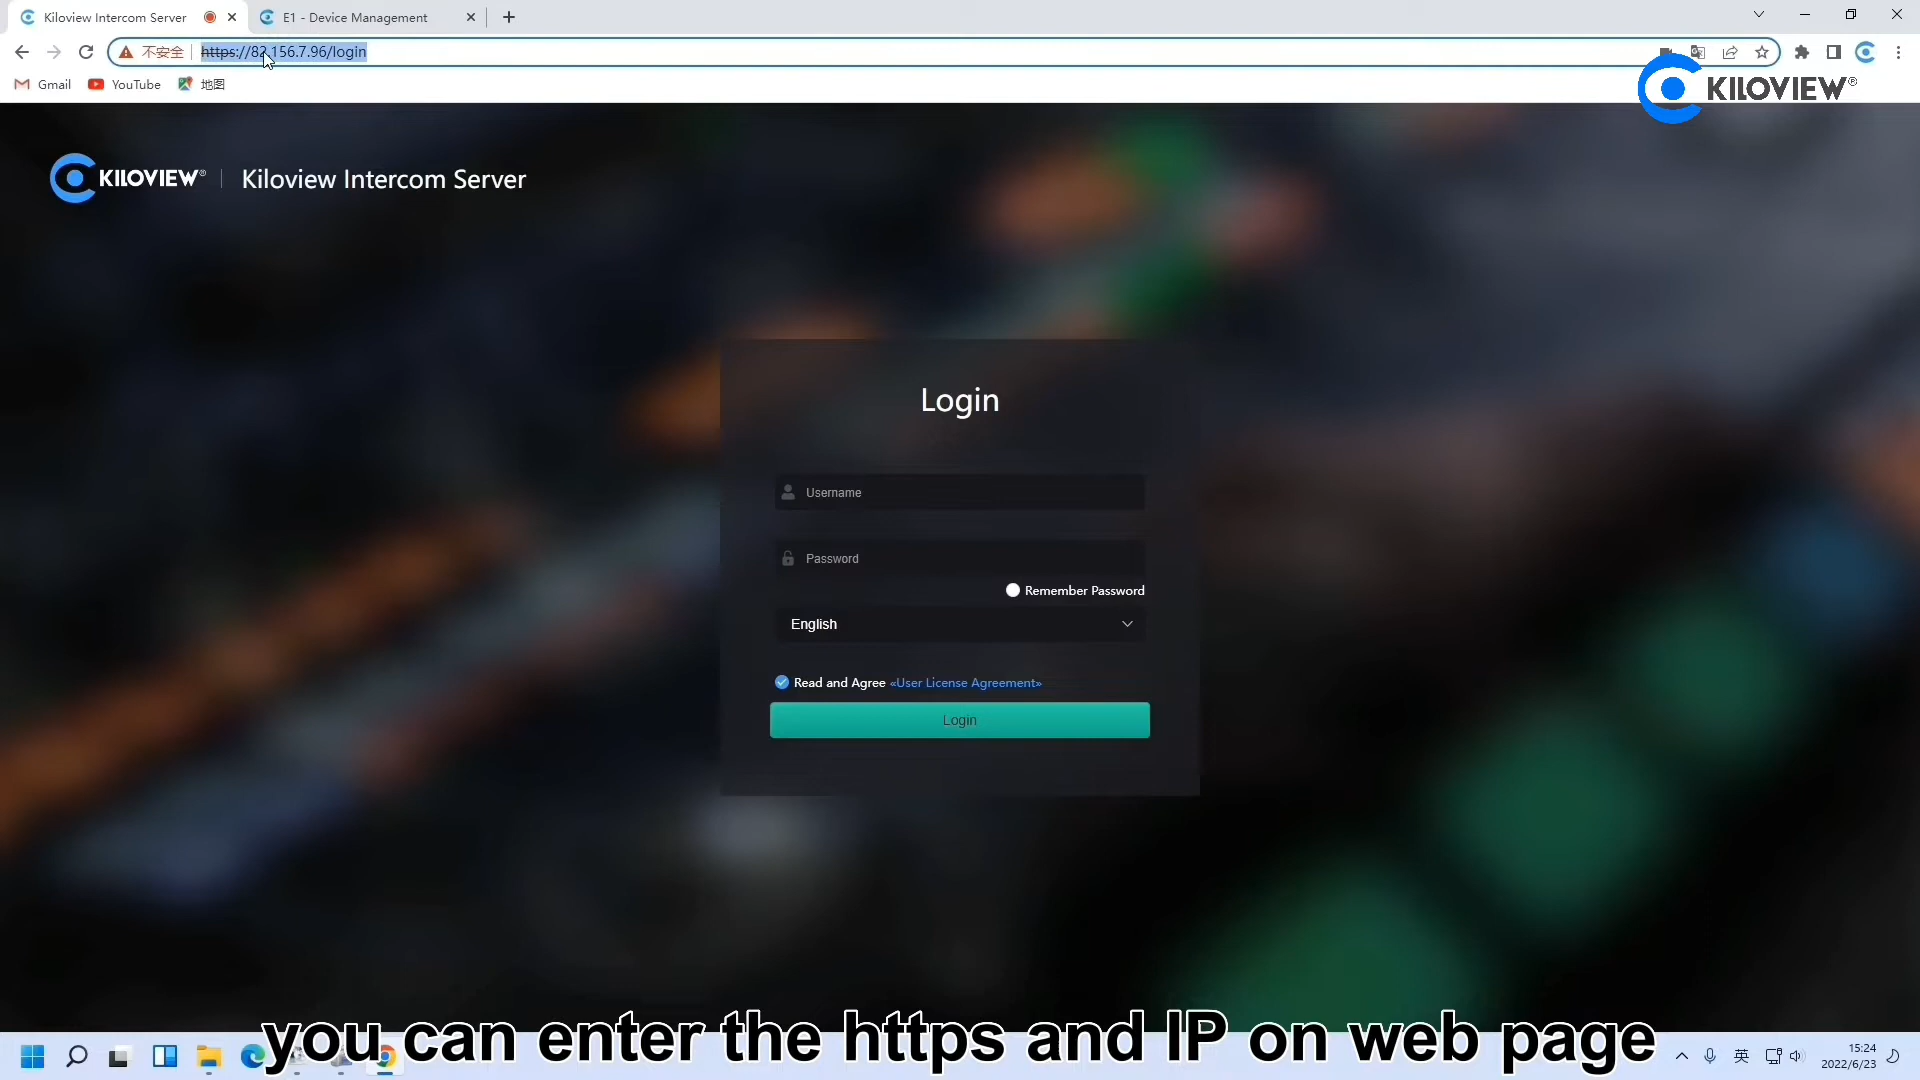 Kiloview Intercom Server
E1 - Device Management
不安全 https://82.156.7.96/login
Gmail YouTube 地图
KILOVIEW®
KILOVIEW® Kiloview Intercom Server
Login
Username
Password
Remember Password
English
Read and Agree «User License Agreement»
Login
you can enter the https and IP on web page
英 15:24
2022/6/23